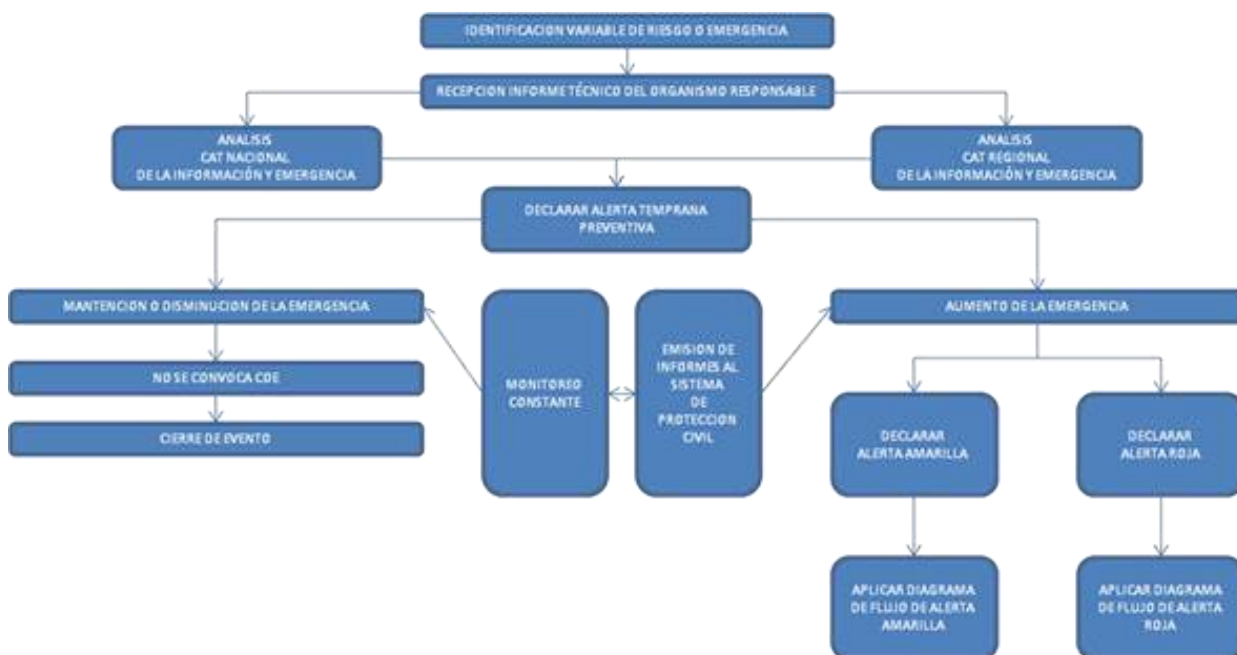 IDENTIFICACION VARIABLE DE RIESGO O EMERGENCIA
RECEPCION INFORME TÉCNICO DEL ORGANISMO RESPONSABLE
ANALISIS
CAT NACIONAL
DE LA INFORMACIÓN Y EMERGENCIA
ANALISIS
CAT REGIONAL
DE LA INFORMACIÓN Y EMERGENCIA
DECLARAR ALERTA TEMPRANA
PREVENTIVA
MANTENCION O DISMINUCION DE LA EMERGENCIA
NO SE CONVOCA COE
CIERRE DE EVENTO
MONITOREO
CONSTANTE
EMISION DE
INFORMES AL
SISTEMA
DE
PROTECCION
CIVIL
AUMENTO DE LA EMERGENCIA
DECLARAR
ALERTA AMARILLA
DECLARAR
ALERTA ROJA
APLICAR DIAGRAMA
DE FLUJO DE ALERTA
AMARILLA
APLICAR DIAGRAMA
DE FLUJO DE ALERTA
ROJA